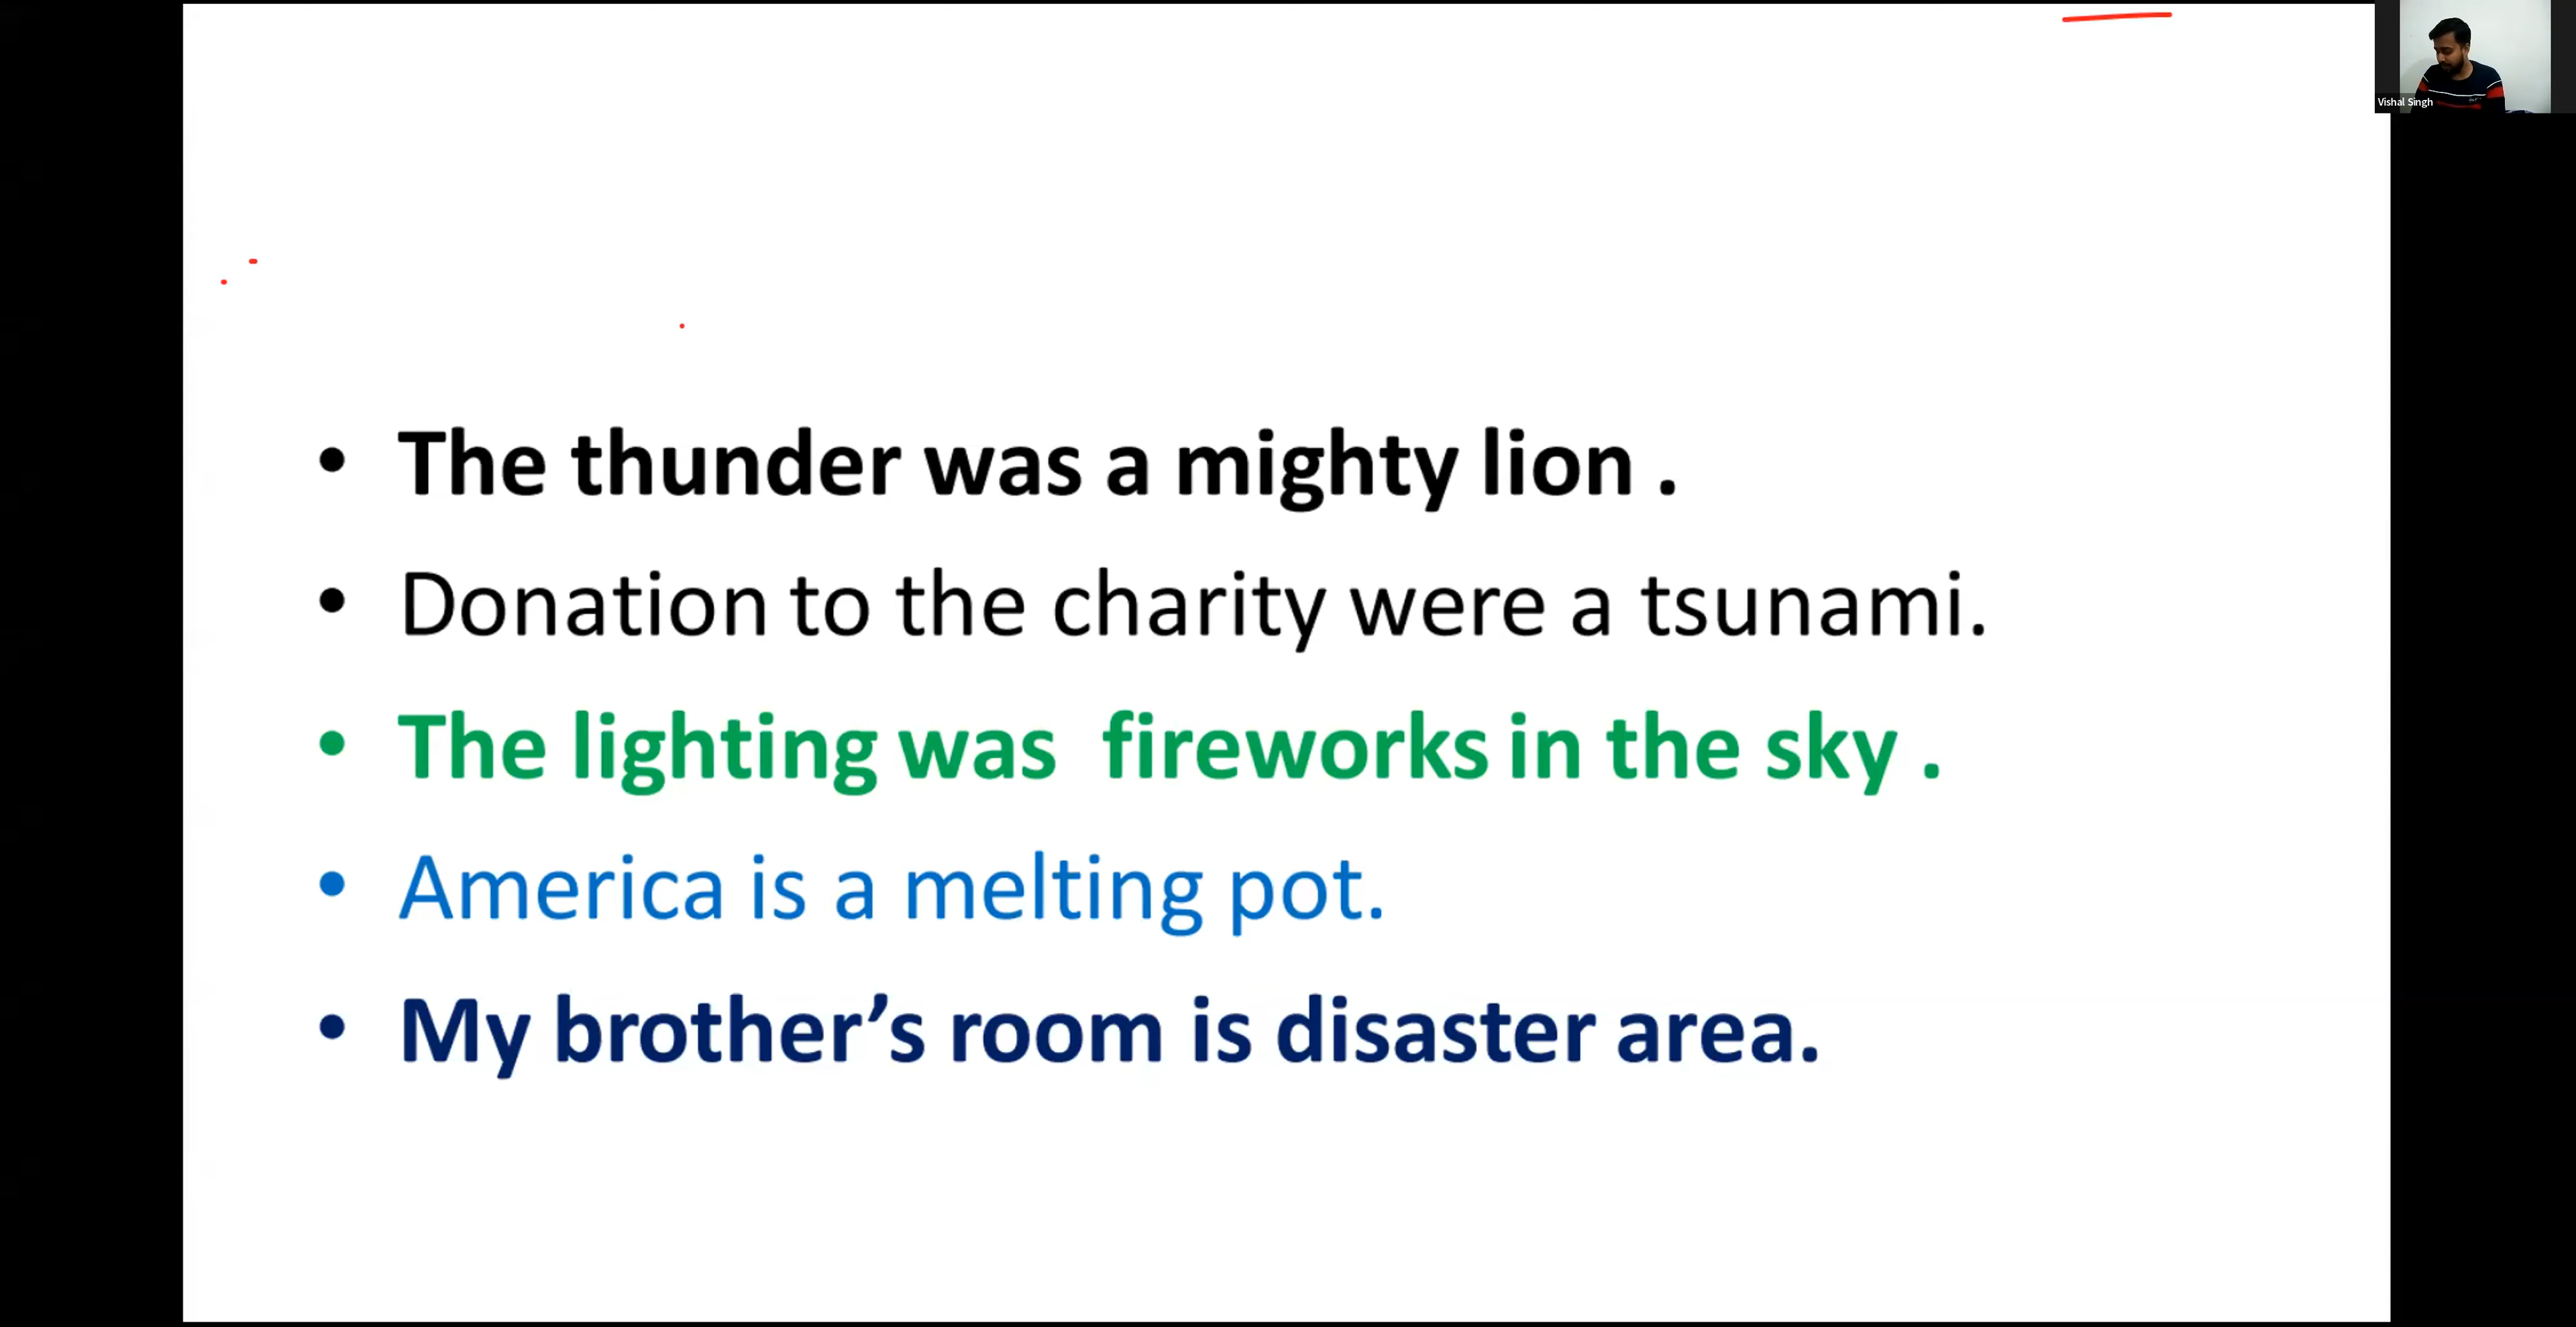 Vishal Singh
• The thunder was a mighty lion .
• Donation to the charity were a tsunami.
• The lighting was  fireworks in the sky .
• America is a melting pot.
• My brother’s room is disaster area.